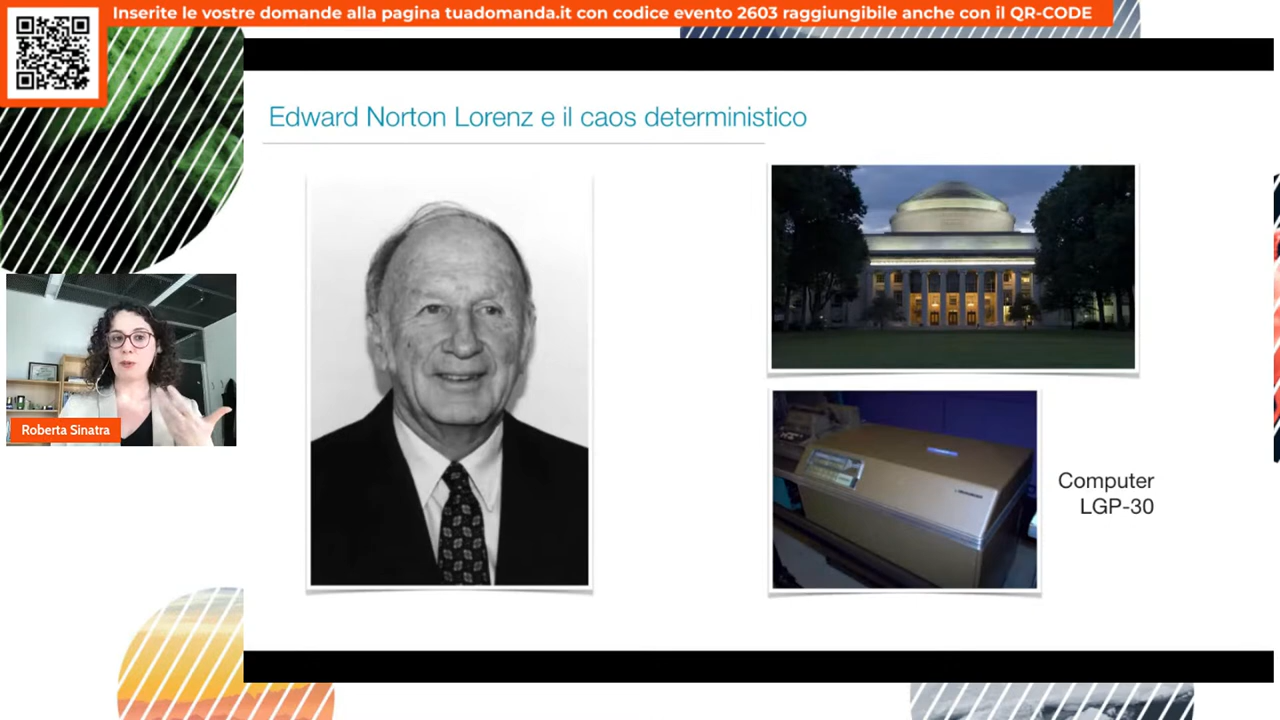 Inserite le vostre domande alla pagina tuadomanda.it con codice evento 2603 raggiungibile anche con il QR-CODE
Edward Norton Lorenz e il caos deterministico
Roberta Sinatra
Computer
LGP-30